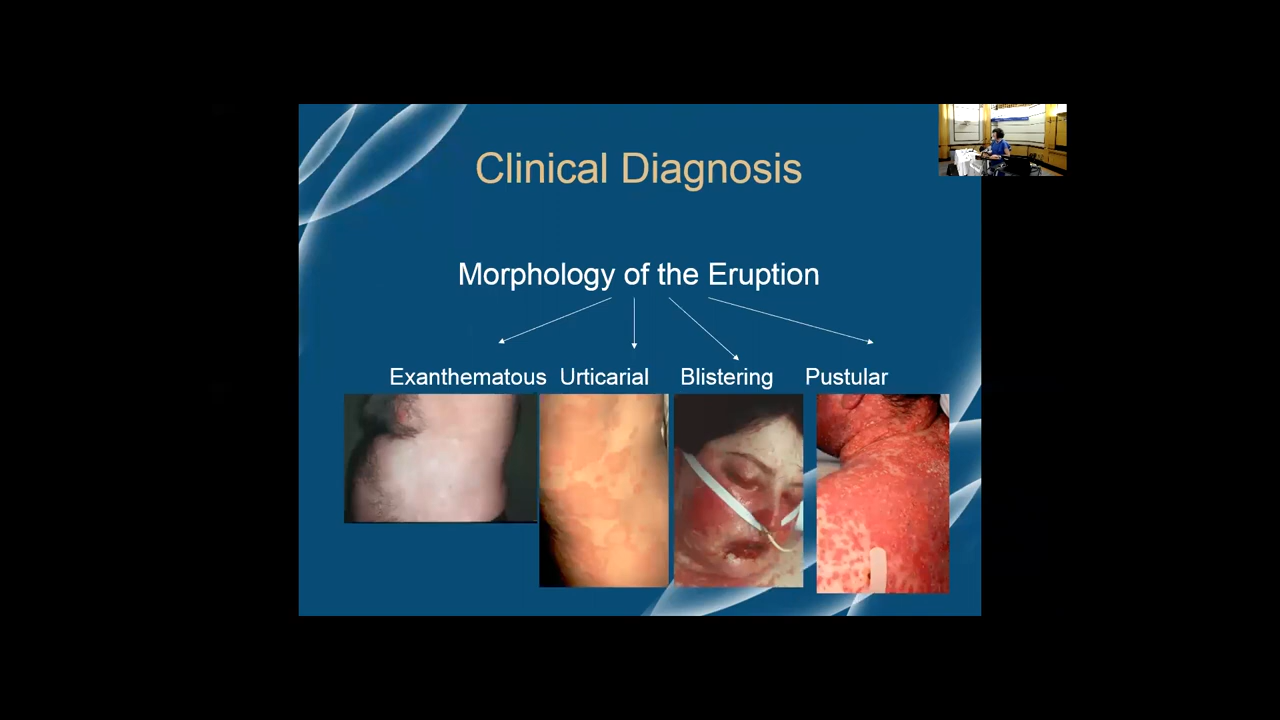 Clinical Diagnosis
Morphology of the Eruption
Exanthematous Urticarial Blistering Pustular